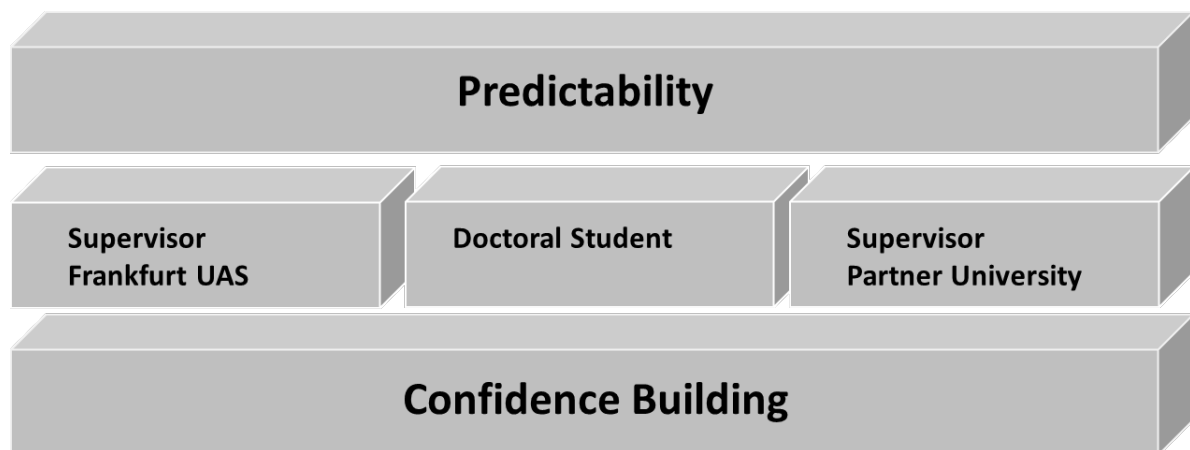 Predictability
Supervisor
Frankfurt UAS
Doctoral Student
Supervisor
Partner University
Confidence Building